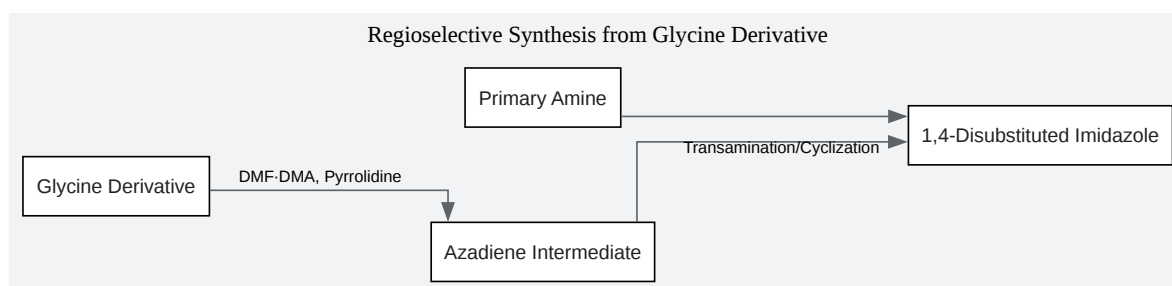 Regioselective Synthesis from Glycine Derivative
Primary Amine
1,4-Disubstituted Imidazole
Transamination/Cyclization
Glycine Derivative
DMF·DMA, Pyrrolidine
Azadiene Intermediate